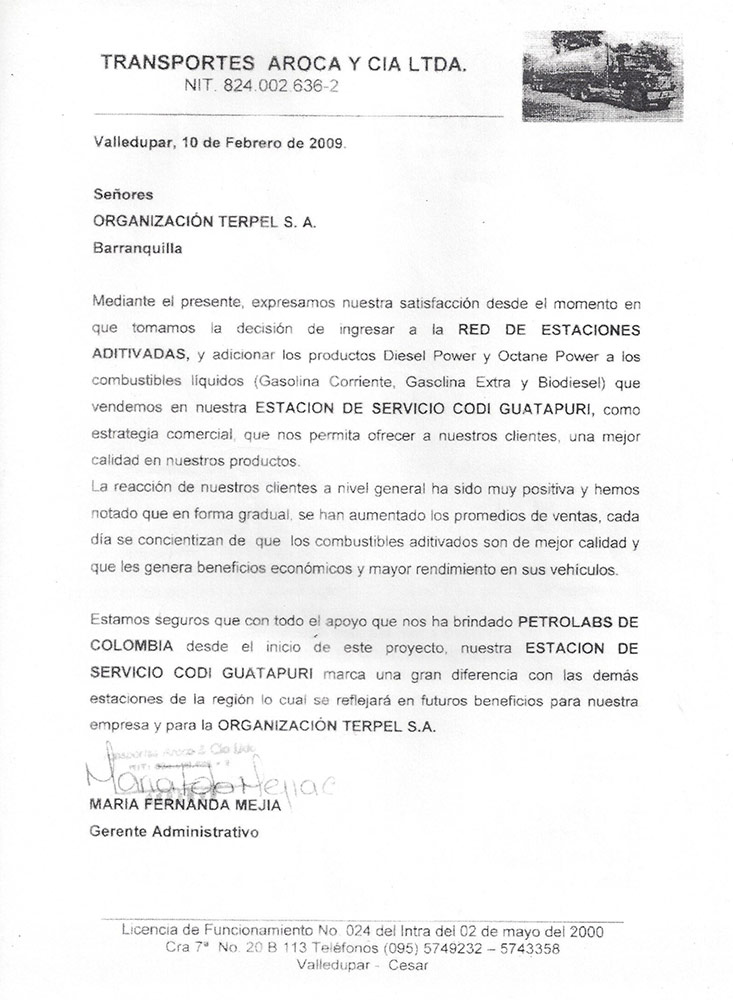 TRANSPORTES AROCA Y CIA LTDA.
NIT. 824.002.636-2
Valledupar, 10 de Febrero de 2009.
Señores
ORGANIZACIÓN TERPEL S. A.
Barranquilla
Mediante el presente, expresamos nuestra satisfacción desde el momento en
que tomamos la decisión de ingresar a la RED DE ESTACIONES
ADITIVADAS, y adicionar los productos Diesel Power y Octane Power a los
combustibles líquidos (Gasolina Corriente, Gasolina Extra y Biodiesel) que
vendemos en nuestra ESTACION DE SERVICIO CODI GUATAPURI, como
estrategia comercial, que nos permita ofrecer a nuestros clientes, una mejor
calidad en nuestros productos.
La reacción de nuestros clientes a nivel general ha sido muy positiva y hemos
notado que en forma gradual, se han aumentado los promedios de ventas, cada
día se concientizan de que los combustibles aditivados son de mejor calidad y
que les genera beneficios económicos y mayor rendimiento en sus vehículos.
Estamos seguros que con todo el apoyo que nos ha brindado PETROLABS DE
COLOMBIA desde el inicio de este proyecto, nuestra ESTACION DE
SERVICIO CODI GUATAPURI marca una gran diferencia con las demás
estaciones de la región lo cual se reflejará en futuros beneficios para nuestra
empresa y para la ORGANIZACIÓN TERPEL S.A.
MARIA FERNANDA MEJIA
Gerente Administrativo
Licencia de Funcionamiento No. 024 del Intra del 02 de mayo del 2000
Cra 7ª No. 20 B 113 Teléfonos (095) 5749232 – 5743358
Valledupar - Cesar